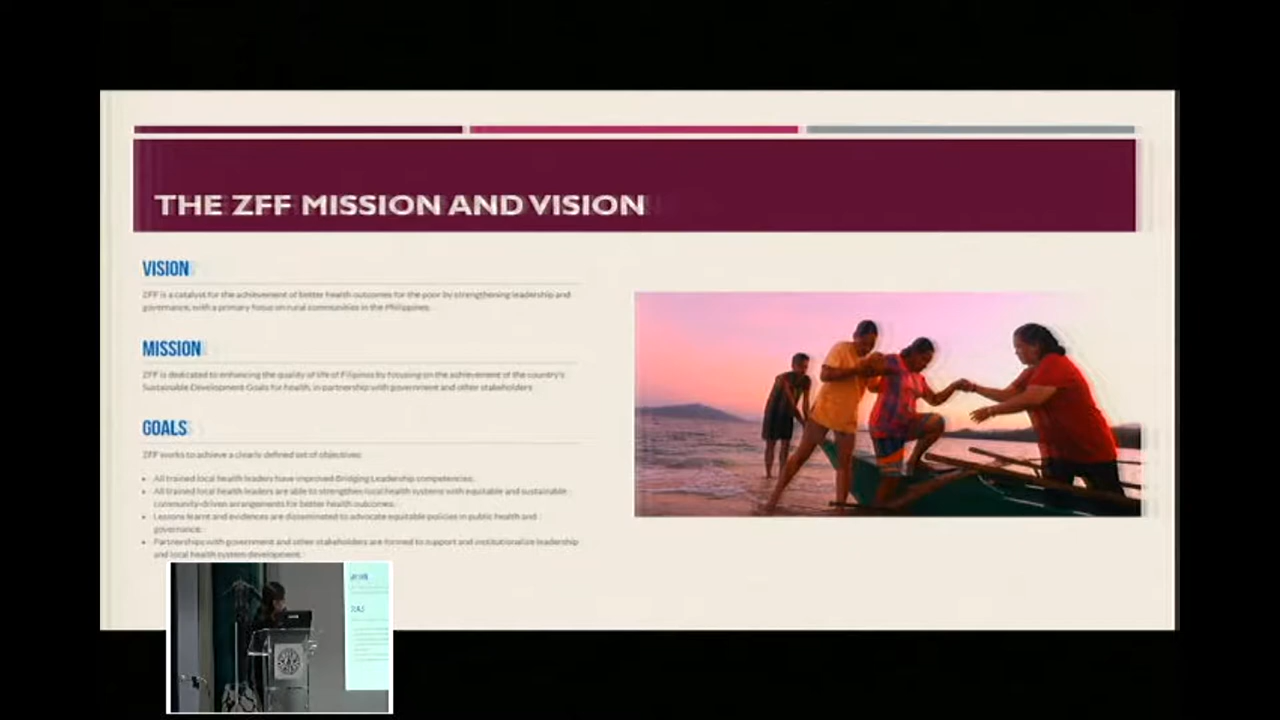 THE ZFF MISSION AND VISION
VISION
ZFF is a catalyst for the achievement of better health outcomes for the poor by strengthening leadership and
governance, with a primary focus on rural communities in the Philippines.
MISSION
ZFF is dedicated to enhancing the quality of life of Filipinos by focusing on the achievement of the country's
Sustainable Development Goals for health, in partnership with government and other stakeholders
GOALS
ZFF works to achieve a clearly defined set of objectives:
• All trained local health leaders have improved Bridging Leadership competencies.
• All trained local health leaders are able to strengthen local health systems with equitable and sustainable
community-driven arrangements for better health outcomes.
• Lessons learnt and evidences are disseminated to advocate equitable policies in public health and
governance.
• Partnerships with government and other stakeholders are formed to support and institutionalize leadership
and local health system development.